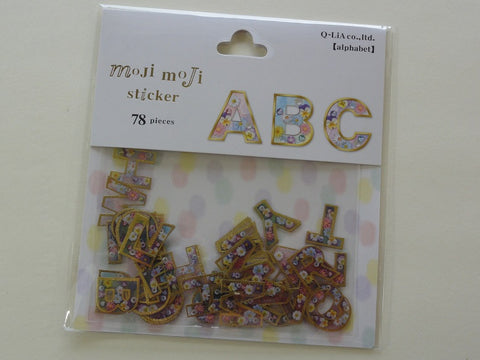 Q-LiA co.,ltd.
【alphabet】
moJi moJi
sticker
78 pieces
ABC